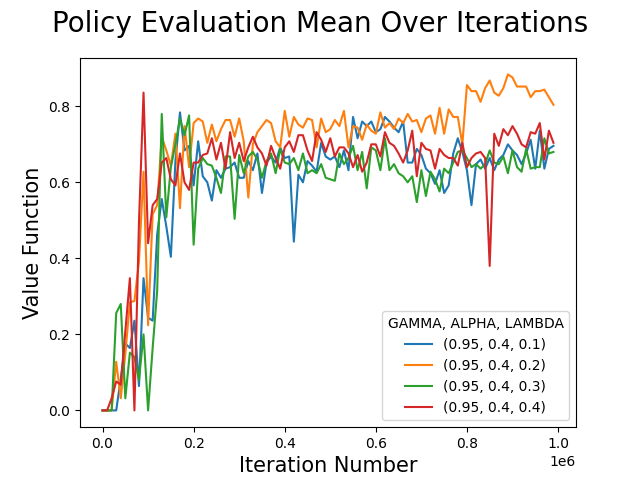 Policy Evaluation Mean Over Iterations
Value Function
0.8
0.6
0.4
0.2
0.0
GAMMA, ALPHA, LAMBDA
(0.95, 0.4, 0.1)
(0.95, 0.4, 0.2)
(0.95, 0.4, 0.3)
(0.95, 0.4, 0.4)
0.0 0.2 0.4 0.6 0.8 1.0
1e6
Iteration Number